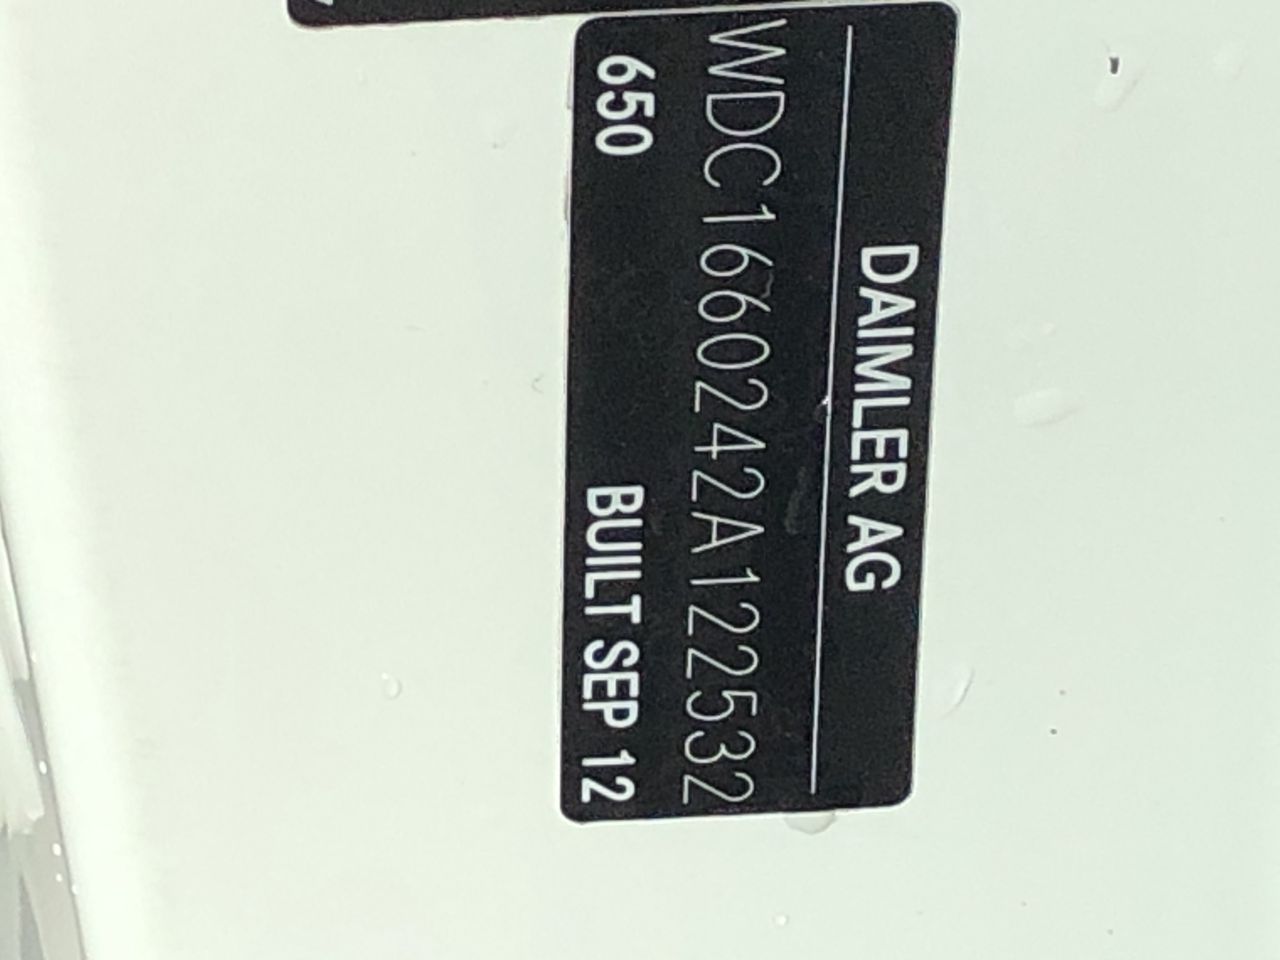 DAIMLER AG
WDC1660242A122532
650 BUILT SEP 12